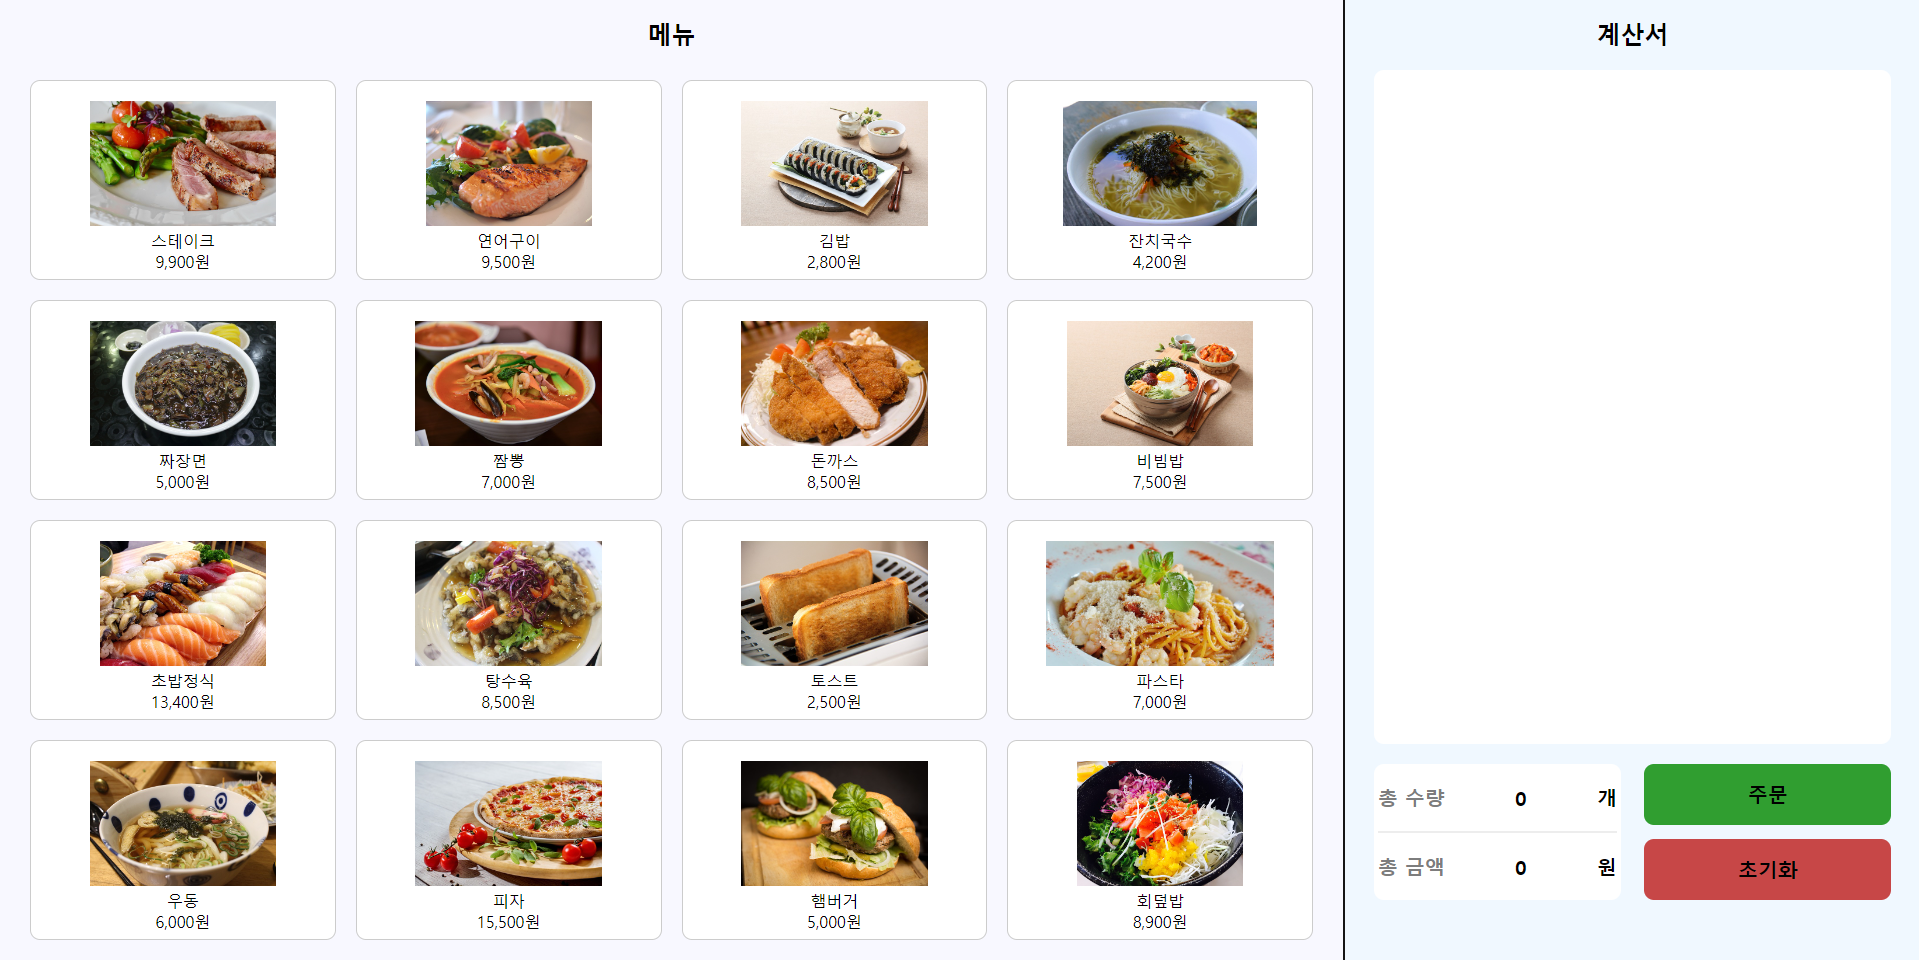 메뉴
스테이크
9,900원
연어구이
9,500원
김밥
2,800원
잔치국수
4,200원
짜장면
5,000원
짬뽕
7,000원
돈까스
8,500원
비빔밥
7,500원
초밥정식
13,400원
탕수육
8,500원
토스트
2,500원
파스타
7,000원
우동
6,000원
피자
15,500원
햄버거
5,000원
회덮밥
8,900원
계산서
총 수량 0 개
총 금액 0 원
주문
초기화